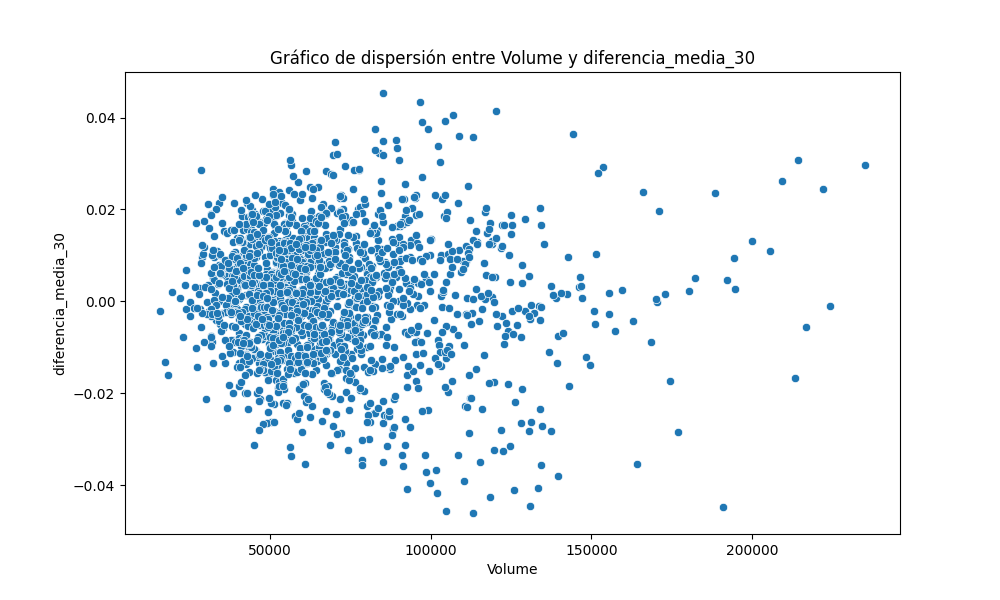 Gráfico de dispersión entre Volume y diferencia_media_30
0.04
0.02
0.00
−0.02
−0.04
diferencia_media_30
50000 100000 150000 200000
Volume